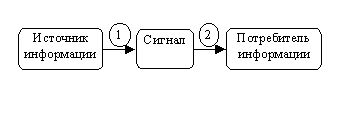 Источник
информации
1
Сигнал
2
Потребитель
информации